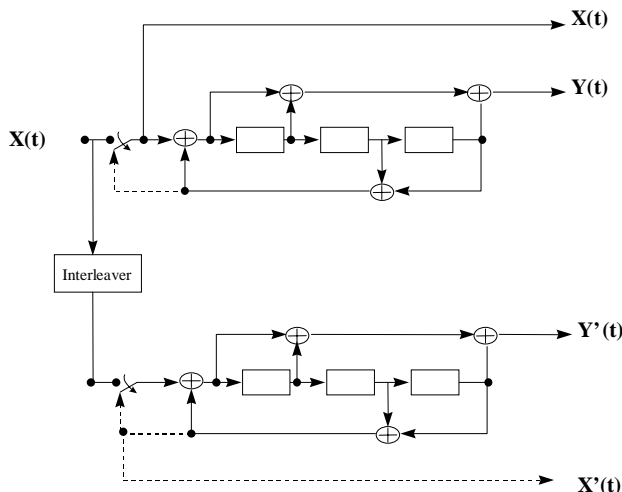 X(t)
Y(t)
X(t)
Interleaver
Y’(t)
X’(t)